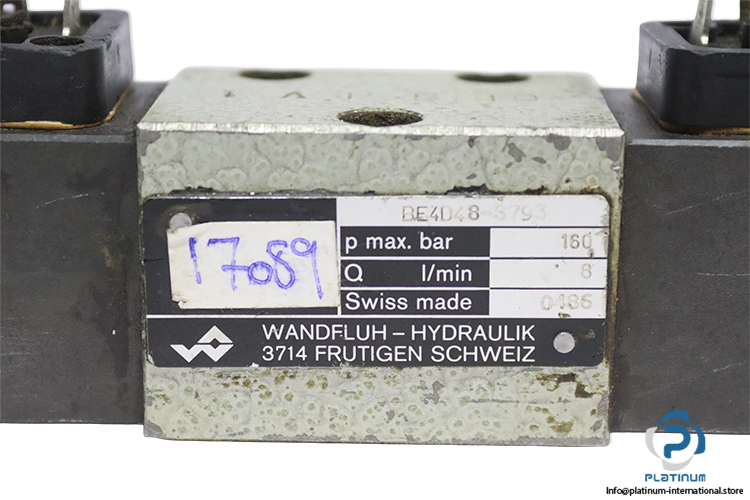 BE4D48-S793
17089
p max. bar 160
Q l/min 8
Swiss made 0486
WANDFLUH – HYDRAULIK
3714 FRUTIGEN SCHWEIZ
PLATINUM
Info@platinum-international.store